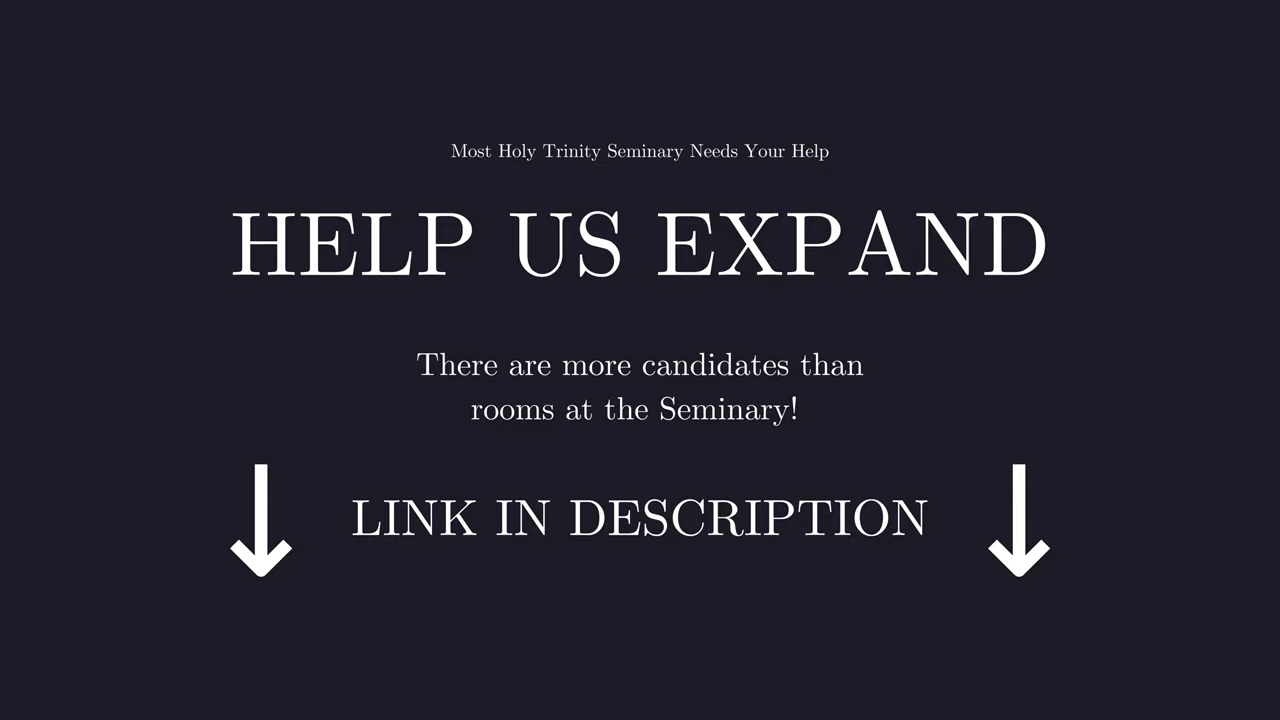 Most Holy Trinity Seminary Needs Your Help
HELP US EXPAND
There are more candidates than
rooms at the Seminary!
LINK IN DESCRIPTION